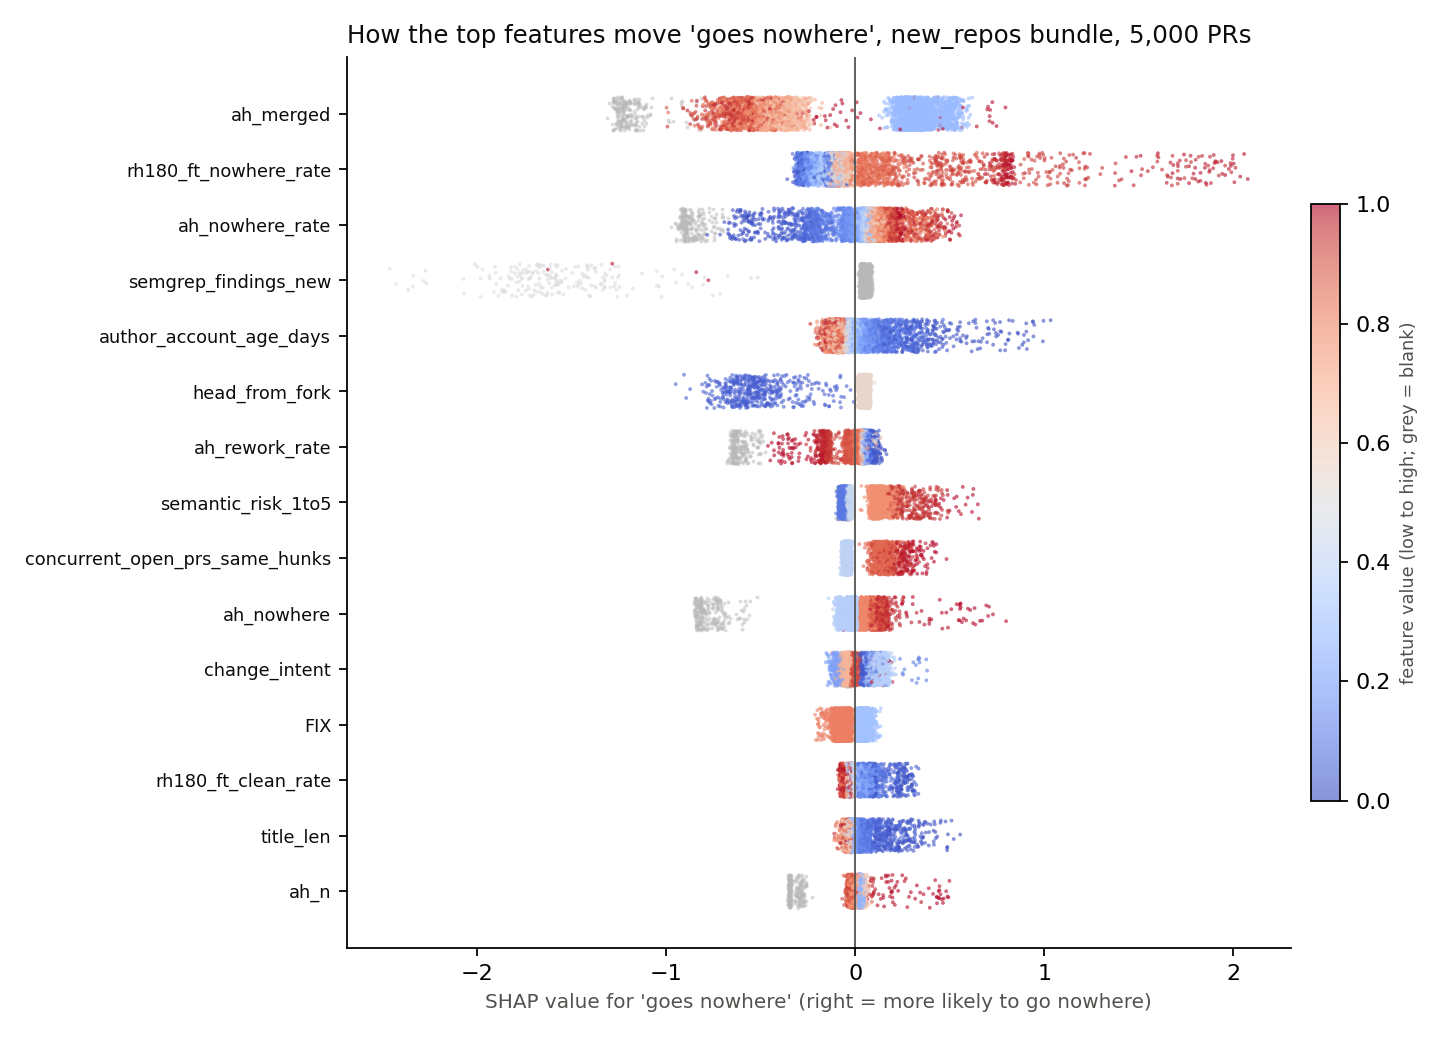 How the top features move 'goes nowhere', new_repos bundle, 5,000 PRs
ah_merged
rh180_ft_nowhere_rate
ah_nowhere_rate
semgrep_findings_new
author_account_age_days
head_from_fork
ah_rework_rate
semantic_risk_1to5
concurrent_open_prs_same_hunks
ah_nowhere
change_intent
FIX
rh180_ft_clean_rate
title_len
ah_n
−2
−1
0
1
2
SHAP value for 'goes nowhere' (right = more likely to go nowhere)
1.0
0.8
0.6
0.4
0.2
0.0
feature value (low to high; grey = blank)